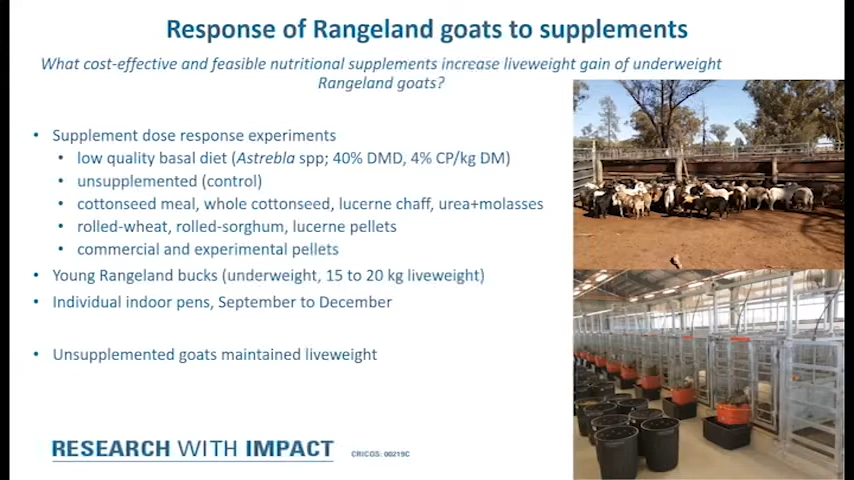 Response of Rangeland goats to supplements
What cost-effective and feasible nutritional supplements increase liveweight gain of underweight
Rangeland goats?
• Supplement dose response experiments
• low quality basal diet (Astrebla spp; 40% DMD, 4% CP/kg DM)
• unsupplemented (control)
• cottonseed meal, whole cottonseed, lucerne chaff, urea+molasses
• rolled-wheat, rolled-sorghum, lucerne pellets
• commercial and experimental pellets
• Young Rangeland bucks (underweight, 15 to 20 kg liveweight)
• Individual indoor pens, September to December
• Unsupplemented goats maintained liveweight
RESEARCH WITH IMPACT CRICOS: 00219C